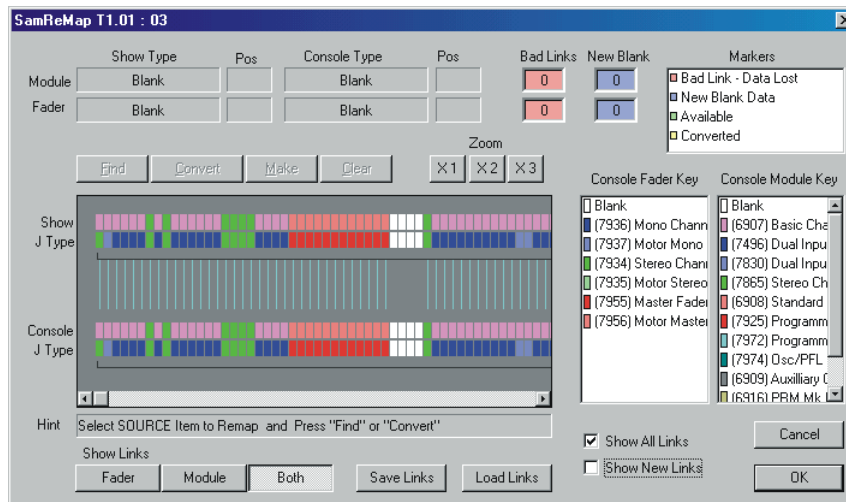 SamReMap T1.01 : 03
Show Type Pos Console Type Pos Bad Links New Blank Markers
Module Blank Blank 0 0
Fader Blank Blank 0 0
Bad Link - Data Lost
New Blank Data
Available
Converted
Zoom
Find Convert Make Clear X1 X2 X3
Console Fader Key Console Module Key
Blank
(7936) Mono Chann
(7937) Motor Mono
(7934) Stereo Chann
(7935) Motor Stereo
(7955) Master Fader
(7956) Motor Master
Blank
(6907) Basic Cha
(7496) Dual Inpu
(7830) Dual Inpu
(7865) Stereo Ch
(6908) Standard
(7925) Programm
(7972) Programm
(7974) Osc/PFL
(6909) Auxilliary C
(6916) PRM Mk
Show
J Type
Console
J Type
Hint Select SOURCE Item to Remap and Press "Find" or "Convert"
Show Links
Fader Module Both Save Links Load Links
Show All Links
Show New Links
Cancel
OK